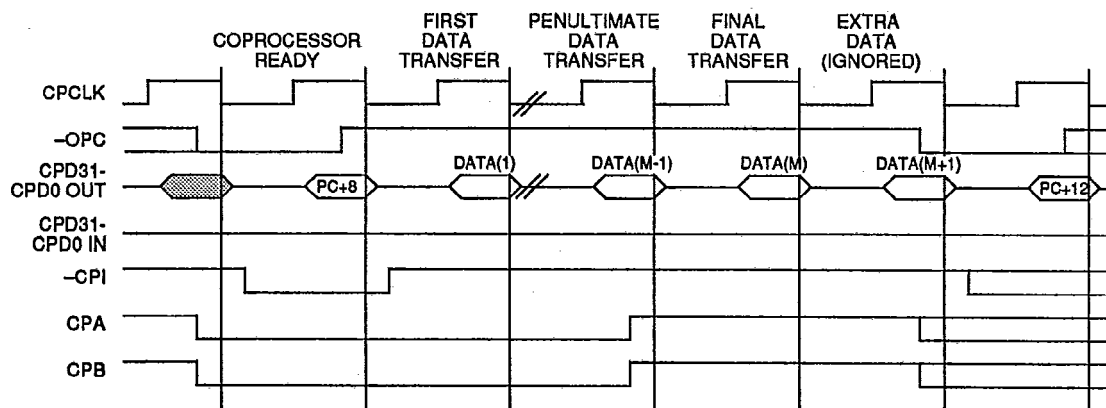 COPROCESSOR
READY
FIRST
DATA
TRANSFER
PENULTIMATE
DATA
TRANSFER
FINAL
DATA
TRANSFER
EXTRA
DATA
(IGNORED)
CPCLK
–OPC
CPD31-
CPD0 OUT
PC+8
DATA(1)
DATA(M-1)
DATA(M)
DATA(M+1)
PC+12
CPD31-
CPD0 IN
–CPI
CPA
CPB